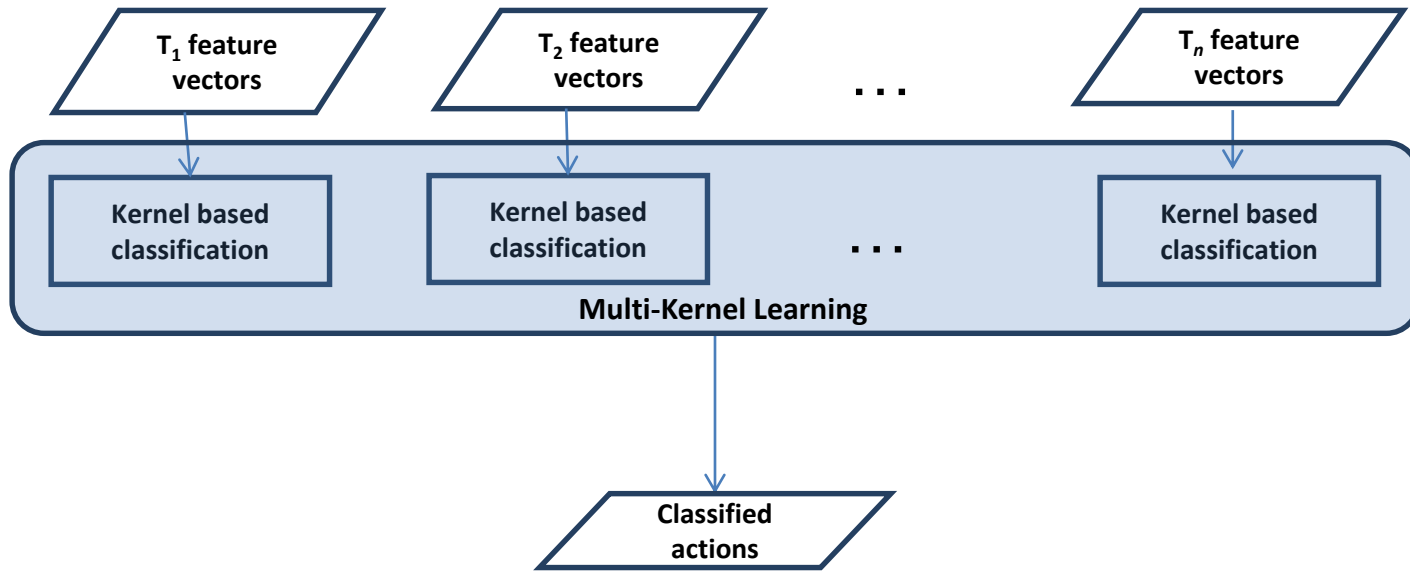 T₁ feature
vectors
T₂ feature
vectors
. . .
Tₙ feature
vectors
Kernel based
classification
Kernel based
classification
. . .
Kernel based
classification
Multi-Kernel Learning
Classified
actions